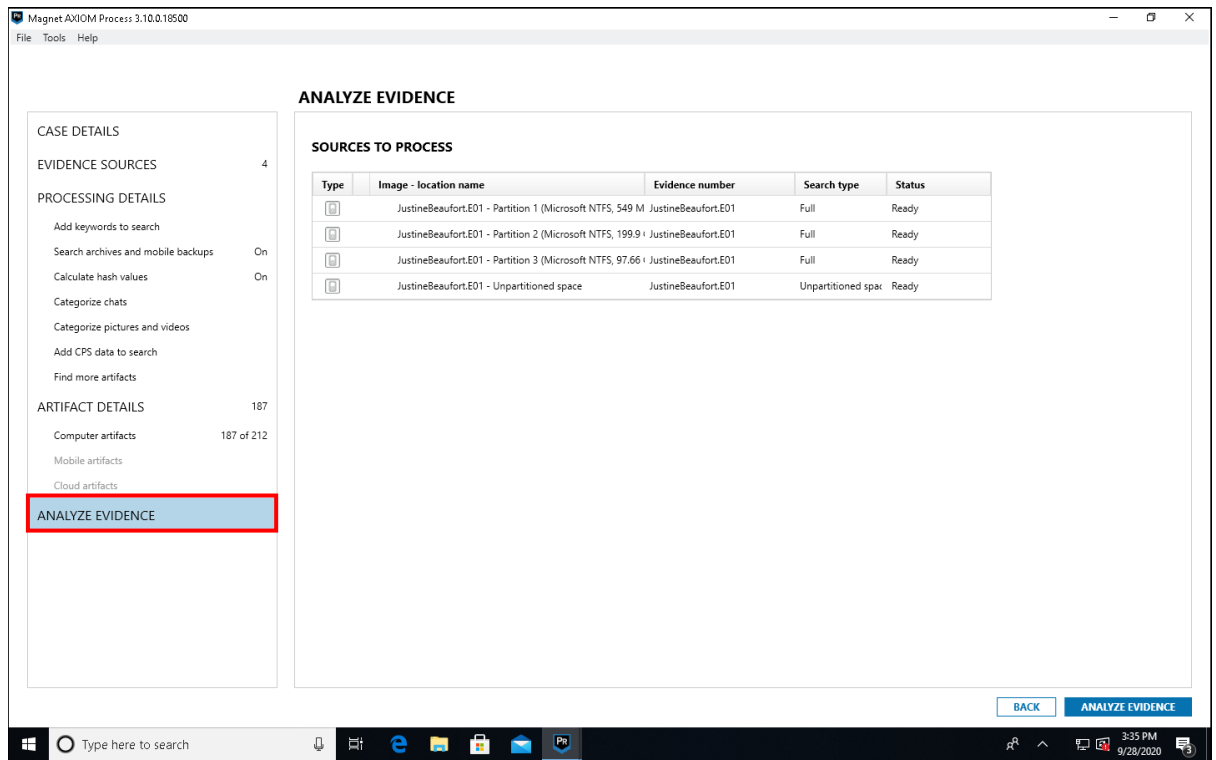 Magnet AXIOM Process 3.10.0.18500
File Tools Help
ANALYZE EVIDENCE
CASE DETAILS
EVIDENCE SOURCES 4
PROCESSING DETAILS
Add keywords to search
Search archives and mobile backups On
Calculate hash values On
Categorize chats
Categorize pictures and videos
Add CPS data to search
Find more artifacts
ARTIFACT DETAILS 187
Computer artifacts 187 of 212
Mobile artifacts
Cloud artifacts
ANALYZE EVIDENCE
SOURCES TO PROCESS
Type Image - location name Evidence number Search type Status
JustineBeaufort.E01 - Partition 1 (Microsoft NTFS, 549 M JustineBeaufort.E01 Full Ready
JustineBeaufort.E01 - Partition 2 (Microsoft NTFS, 199.9 JustineBeaufort.E01 Full Ready
JustineBeaufort.E01 - Partition 3 (Microsoft NTFS, 97.66 JustineBeaufort.E01 Full Ready
JustineBeaufort.E01 - Unpartitioned space JustineBeaufort.E01 Unpartitioned spac Ready
BACK ANALYZE EVIDENCE
Type here to search
PR
3:35 PM
9/28/2020
3